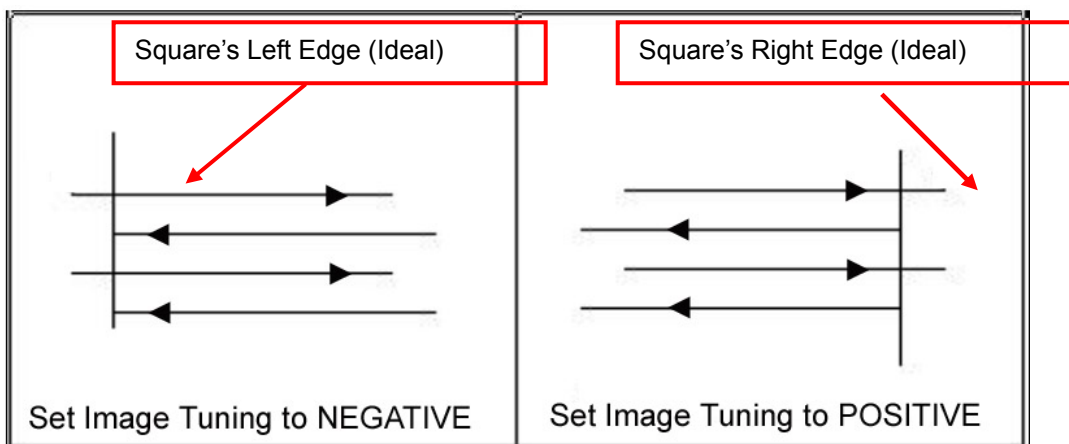 Square’s Left Edge (Ideal)
Square’s Right Edge (Ideal)
Set Image Tuning to NEGATIVE
Set Image Tuning to POSITIVE